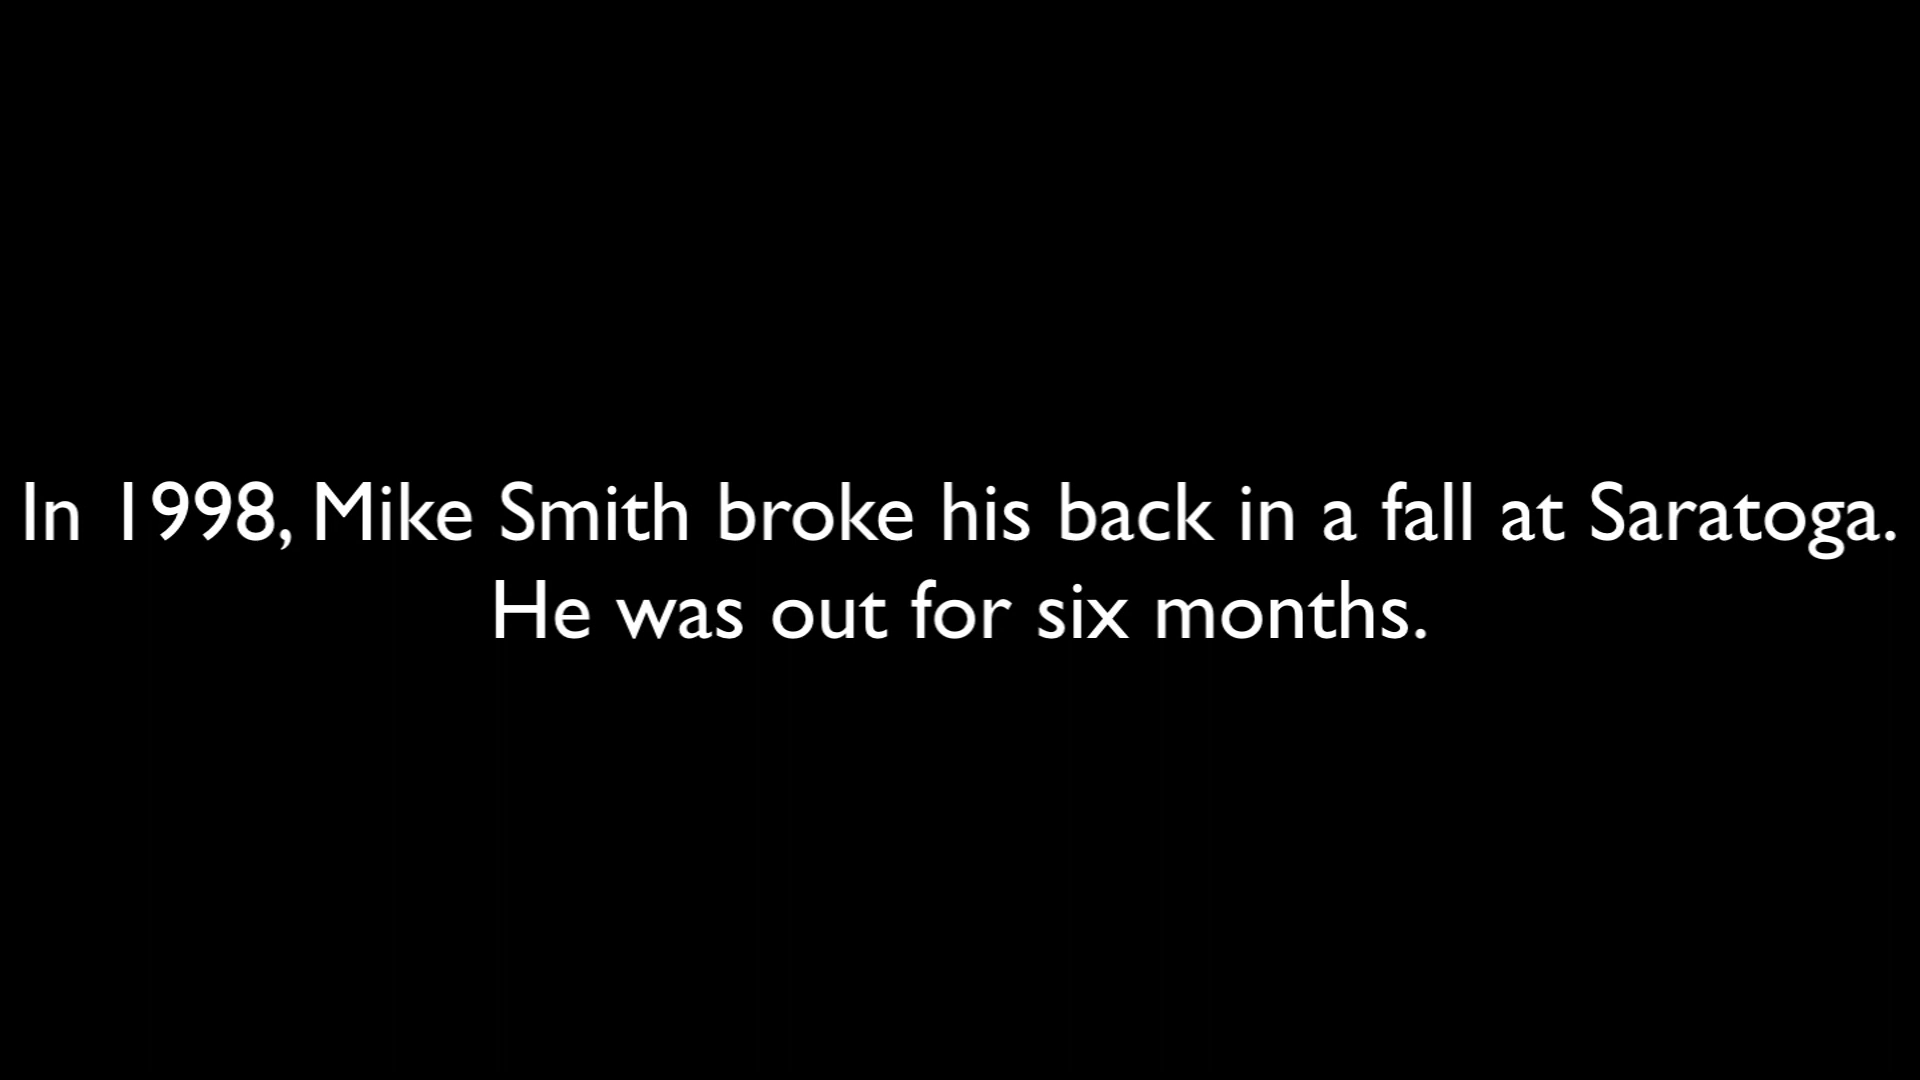 In 1998, Mike Smith broke his back in a fall at Saratoga.
He was out for six months.